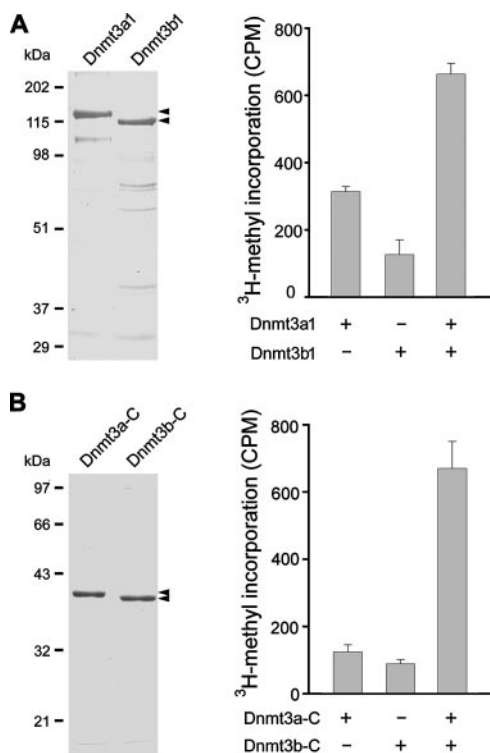 A
Dnmt3a1
Dnmt3b1
kDa
202
115
98
51
37
29
³H-methyl incorporation (CPM)
800
600
400
200
0
Dnmt3a1 + – +
Dnmt3b1 – + +
B
Dnmt3a-C
Dnmt3b-C
kDa
97
66
43
32
21
³H-methyl incorporation (CPM)
800
600
400
200
0
Dnmt3a-C + – +
Dnmt3b-C – + +